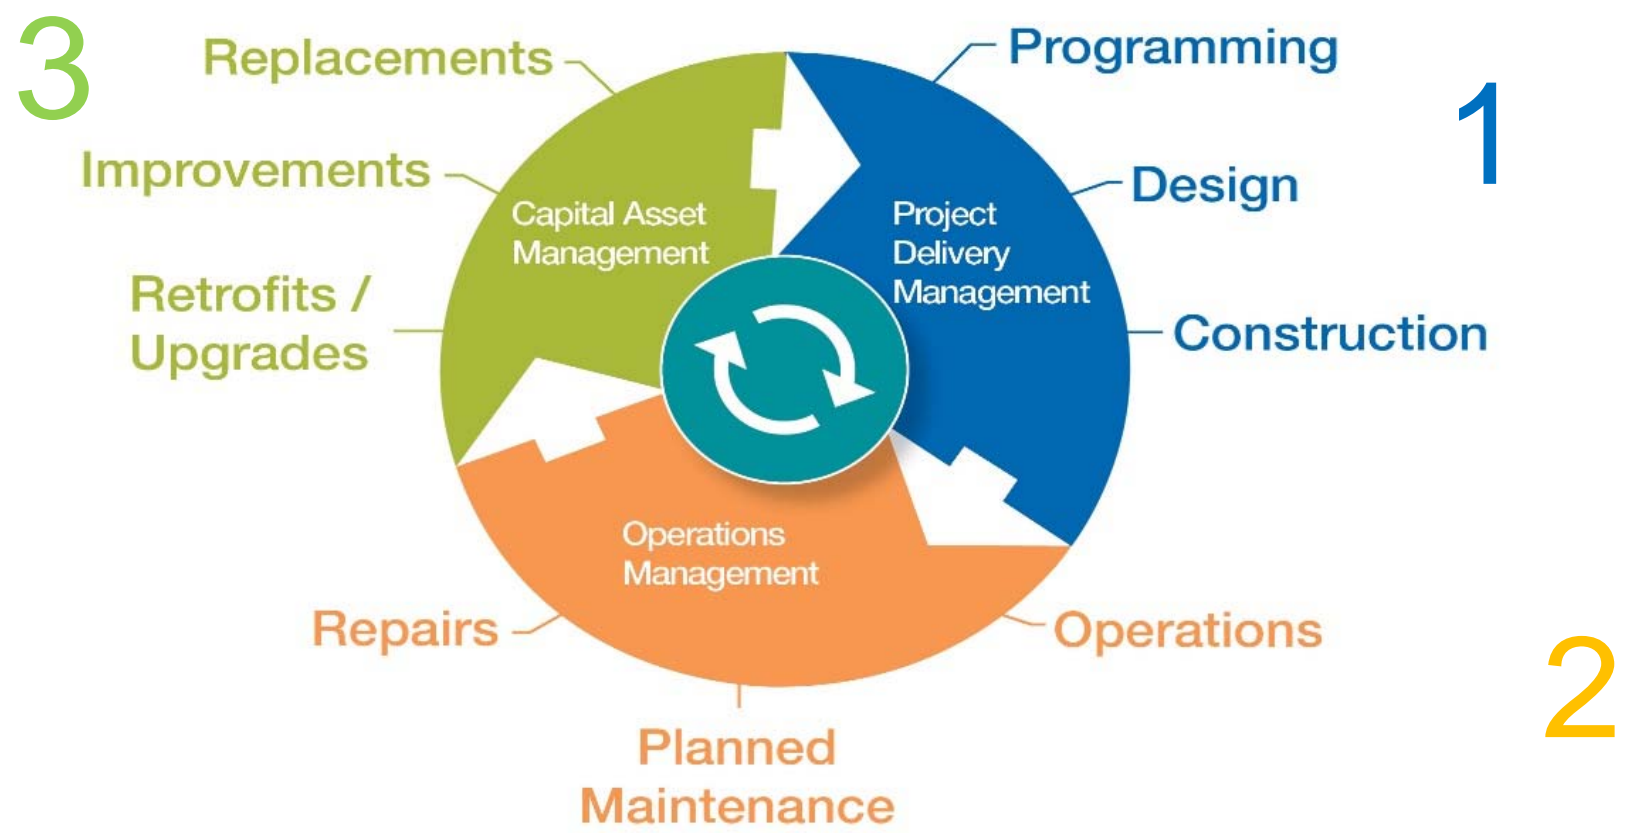 3
Replacements
Programming
1
Improvements
Design
Capital Asset
Management
Project
Delivery
Management
Retrofits /
Upgrades
Construction
Operations
Management
Repairs
Operations
2
Planned
Maintenance